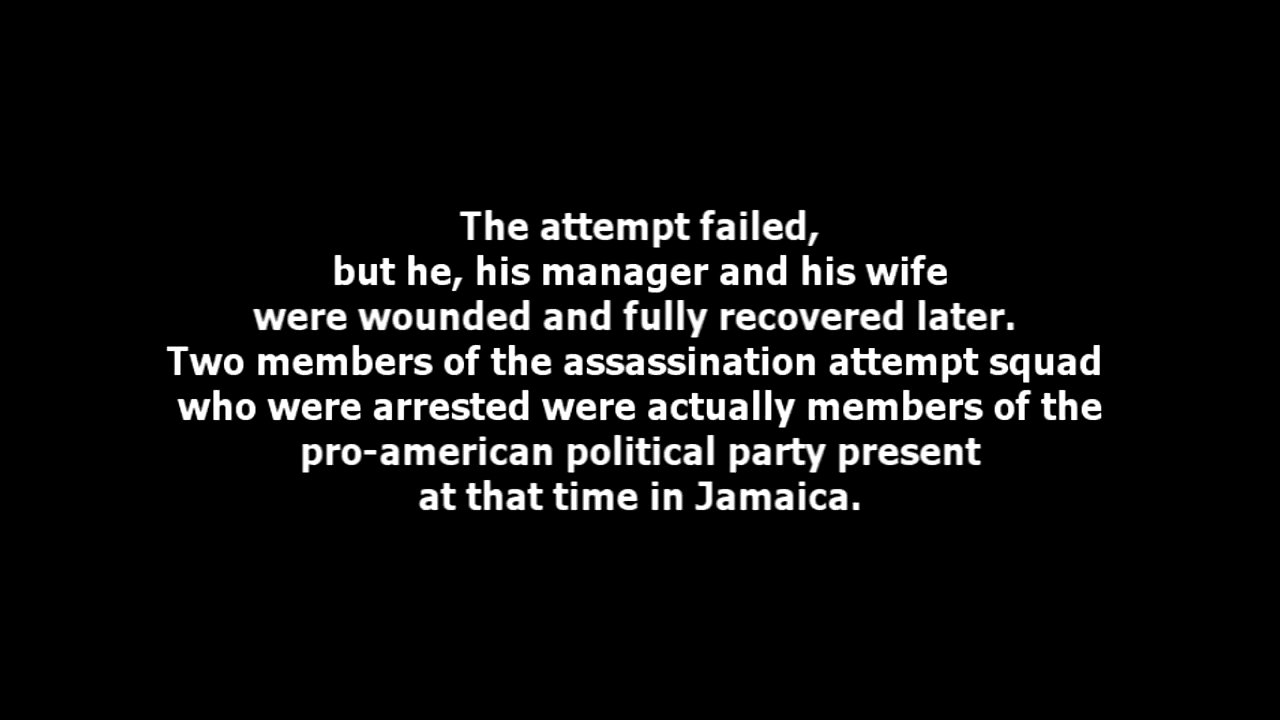 The attempt failed,
but he, his manager and his wife
were wounded and fully recovered later.
Two members of the assassination attempt squad
who were arrested were actually members of the
pro-american political party present
at that time in Jamaica.